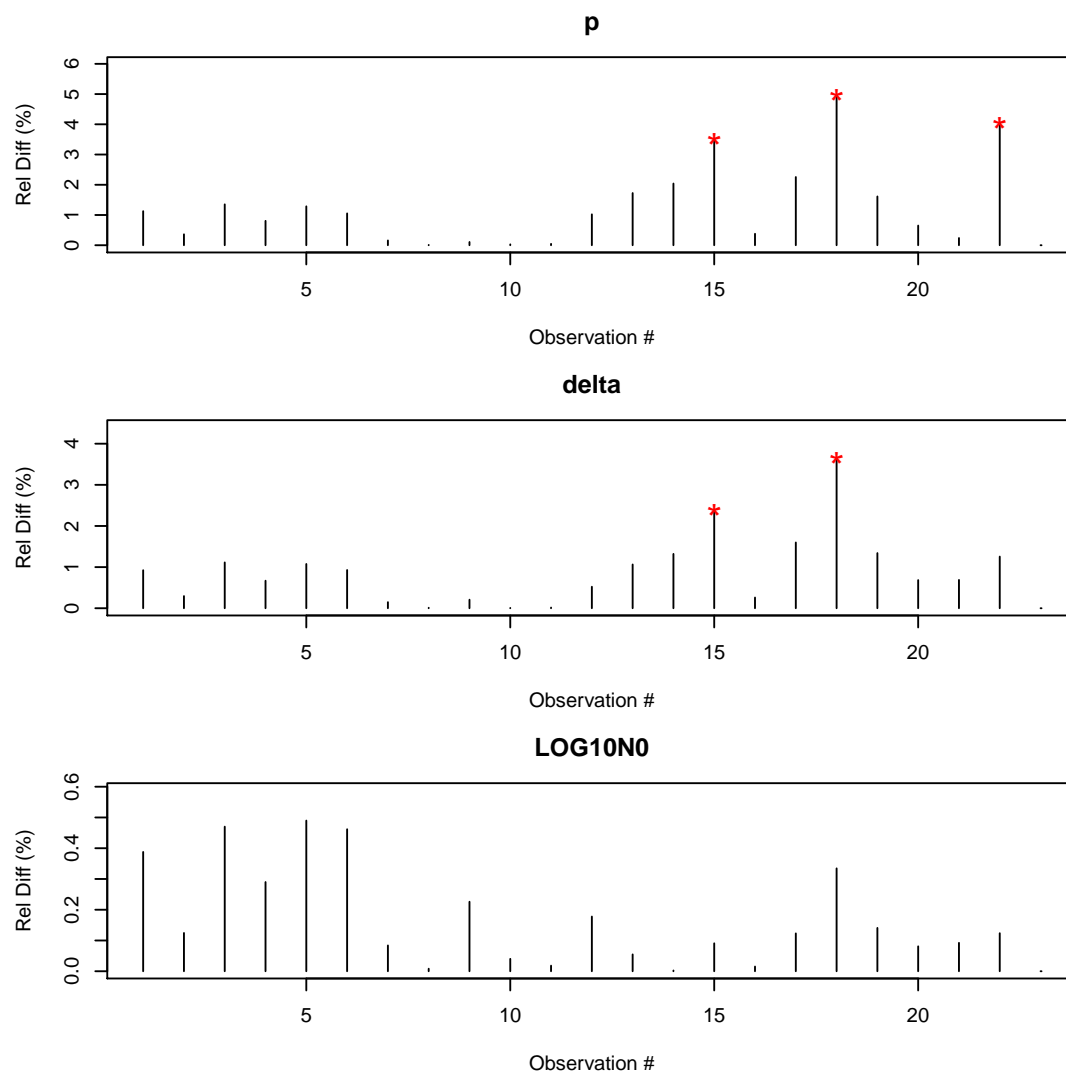 p
Rel Diff (%)
0 1 2 3 4 5 6
5 10 15 20
Observation #
delta
Rel Diff (%)
0 1 2 3 4
5 10 15 20
Observation #
LOG10N0
Rel Diff (%)
0.0 0.2 0.4 0.6
5 10 15 20
Observation #